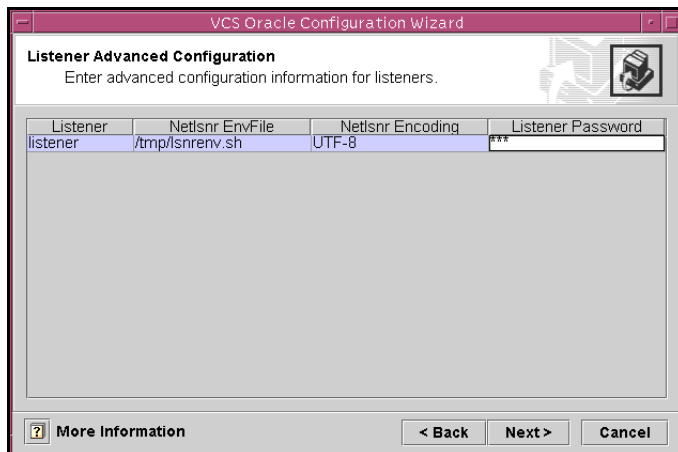 VCS Oracle Configuration Wizard
Listener Advanced Configuration
Enter advanced configuration information for listeners.
Listener Netlsnr EnvFile Netlsnr Encoding Listener Password
listener /tmp/lsnrenv.sh UTF-8 ***
? More Information < Back Next > Cancel